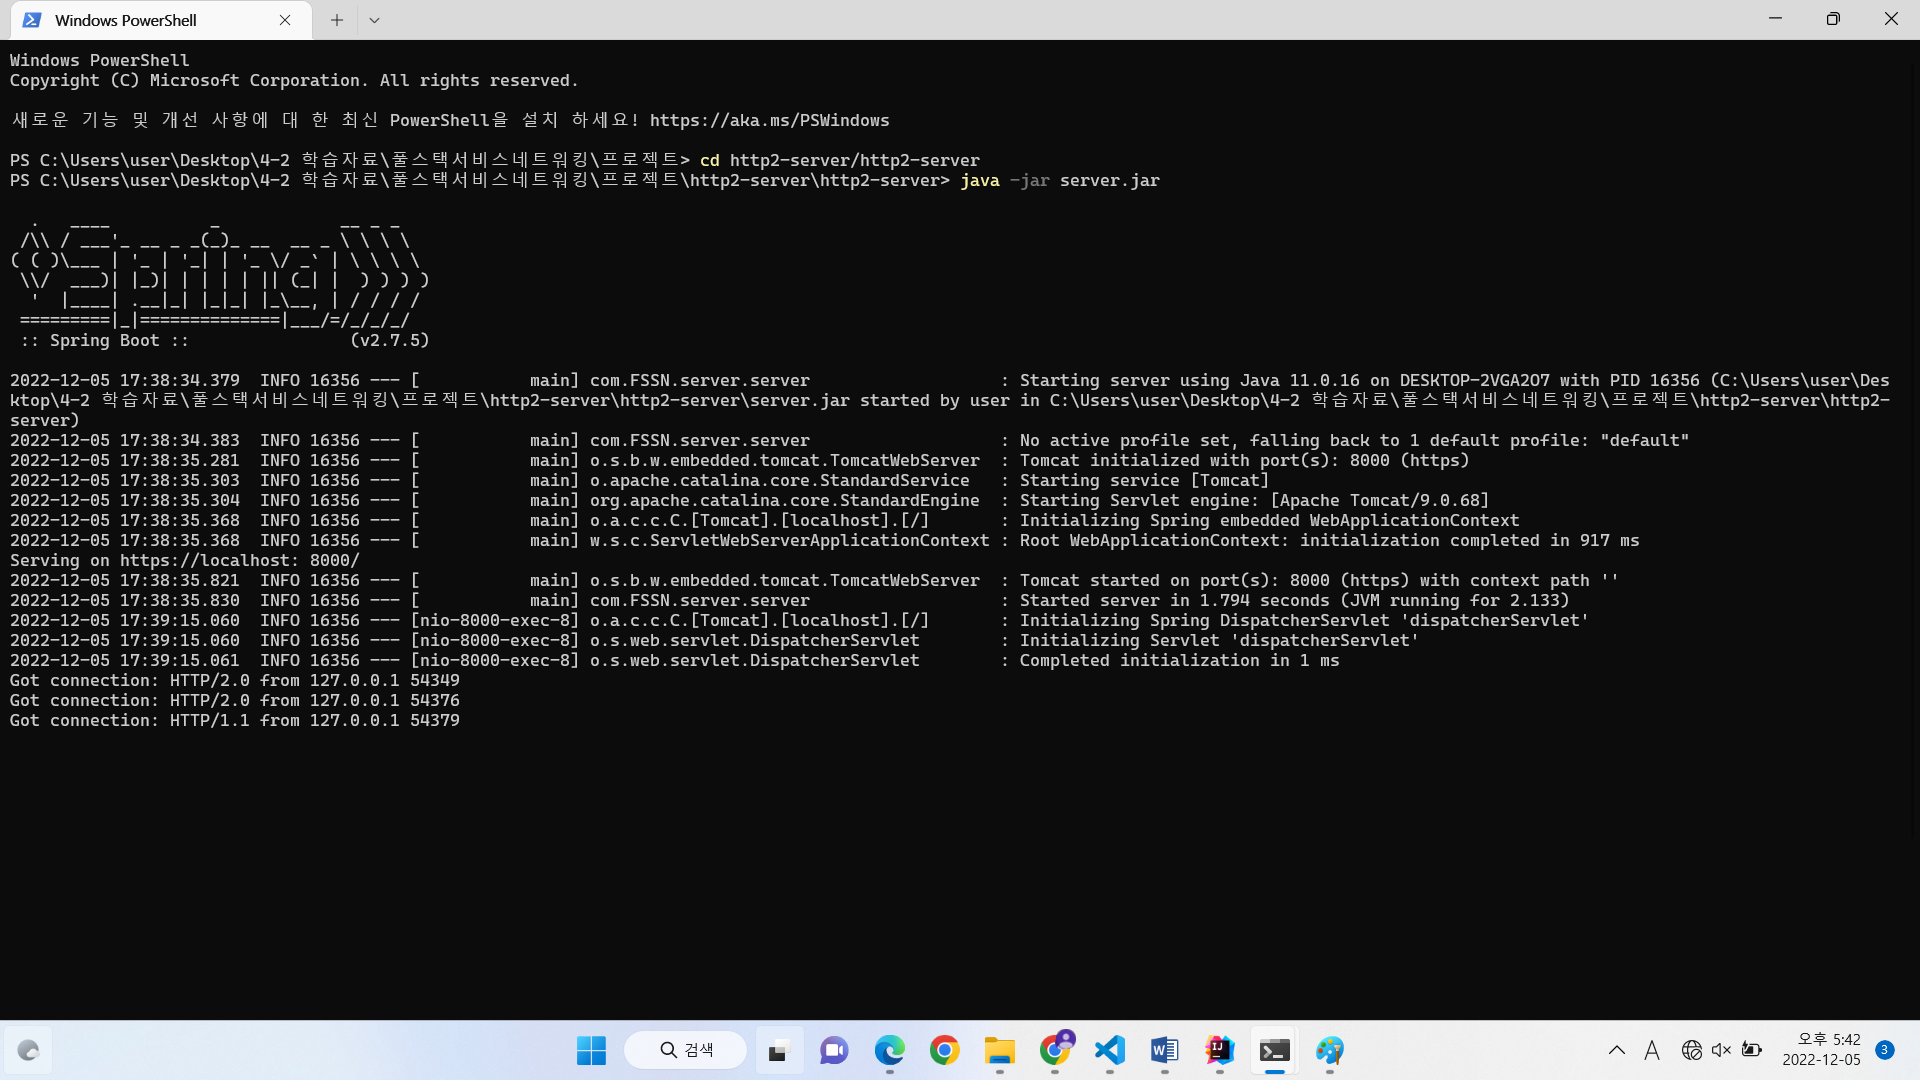 Windows PowerShell
Windows PowerShell
Copyright (C) Microsoft Corporation. All rights reserved.
새로운 기능 및 개선 사항에 대 한 최신 PowerShell을 설치 하세요! https://aka.ms/PSWindows
PS C:\Users\user\Desktop\4-2 학습자료\풀스택서비스네트워킹\프로젝트> cd http2-server/http2-server
PS C:\Users\user\Desktop\4-2 학습자료\풀스택서비스네트워킹\프로젝트\http2-server\http2-server> java -jar server.jar
  .   ____          _            __ _ _
 /\\ / ___'_ __ _ _(_)_ __  __ _ \ \ \ \
( ( )\___ | '_ | '_| | '_ \/ _` | \ \ \ \
 \\/  ___)| |_)| | | | | || (_| |  ) ) ) )
  '  |____| .__|_| |_|_| |_\__, | / / / /
 =========|_|==============|___/=/_/_/_/
 :: Spring Boot ::                (v2.7.5)
2022-12-05 17:38:34.379  INFO 16356 --- [           main] com.FSSN.server.server                   : Starting server using Java 11.0.16 on DESKTOP-2VGA2O7 with PID 16356 (C:\Users\user\Des
ktop\4-2 학습자료\풀스택서비스네트워킹\프로젝트\http2-server\http2-server\server.jar started by user in C:\Users\user\Desktop\4-2 학습자료\풀스택서비스네트워킹\프로젝트\http2-server\http2-
server)
2022-12-05 17:38:34.383  INFO 16356 --- [           main] com.FSSN.server.server                   : No active profile set, falling back to 1 default profile: "default"
2022-12-05 17:38:35.281  INFO 16356 --- [           main] o.s.b.w.embedded.tomcat.TomcatWebServer  : Tomcat initialized with port(s): 8000 (https)
2022-12-05 17:38:35.303  INFO 16356 --- [           main] o.apache.catalina.core.StandardService   : Starting service [Tomcat]
2022-12-05 17:38:35.304  INFO 16356 --- [           main] org.apache.catalina.core.StandardEngine  : Starting Servlet engine: [Apache Tomcat/9.0.68]
2022-12-05 17:38:35.368  INFO 16356 --- [           main] o.a.c.c.C.[Tomcat].[localhost].[/]       : Initializing Spring embedded WebApplicationContext
2022-12-05 17:38:35.368  INFO 16356 --- [           main] w.s.c.ServletWebServerApplicationContext : Root WebApplicationContext: initialization completed in 917 ms
Serving on https://localhost: 8000/
2022-12-05 17:38:35.821  INFO 16356 --- [           main] o.s.b.w.embedded.tomcat.TomcatWebServer  : Tomcat started on port(s): 8000 (https) with context path ''
2022-12-05 17:38:35.830  INFO 16356 --- [           main] com.FSSN.server.server                   : Started server in 1.794 seconds (JVM running for 2.133)
2022-12-05 17:39:15.060  INFO 16356 --- [nio-8000-exec-8] o.a.c.c.C.[Tomcat].[localhost].[/]       : Initializing Spring DispatcherServlet 'dispatcherServlet'
2022-12-05 17:39:15.060  INFO 16356 --- [nio-8000-exec-8] o.s.web.servlet.DispatcherServlet        : Initializing Servlet 'dispatcherServlet'
2022-12-05 17:39:15.061  INFO 16356 --- [nio-8000-exec-8] o.s.web.servlet.DispatcherServlet        : Completed initialization in 1 ms
Got connection: HTTP/2.0 from 127.0.0.1 54349
Got connection: HTTP/2.0 from 127.0.0.1 54376
Got connection: HTTP/1.1 from 127.0.0.1 54379
검색
A
오후 5:42
2022-12-05
3